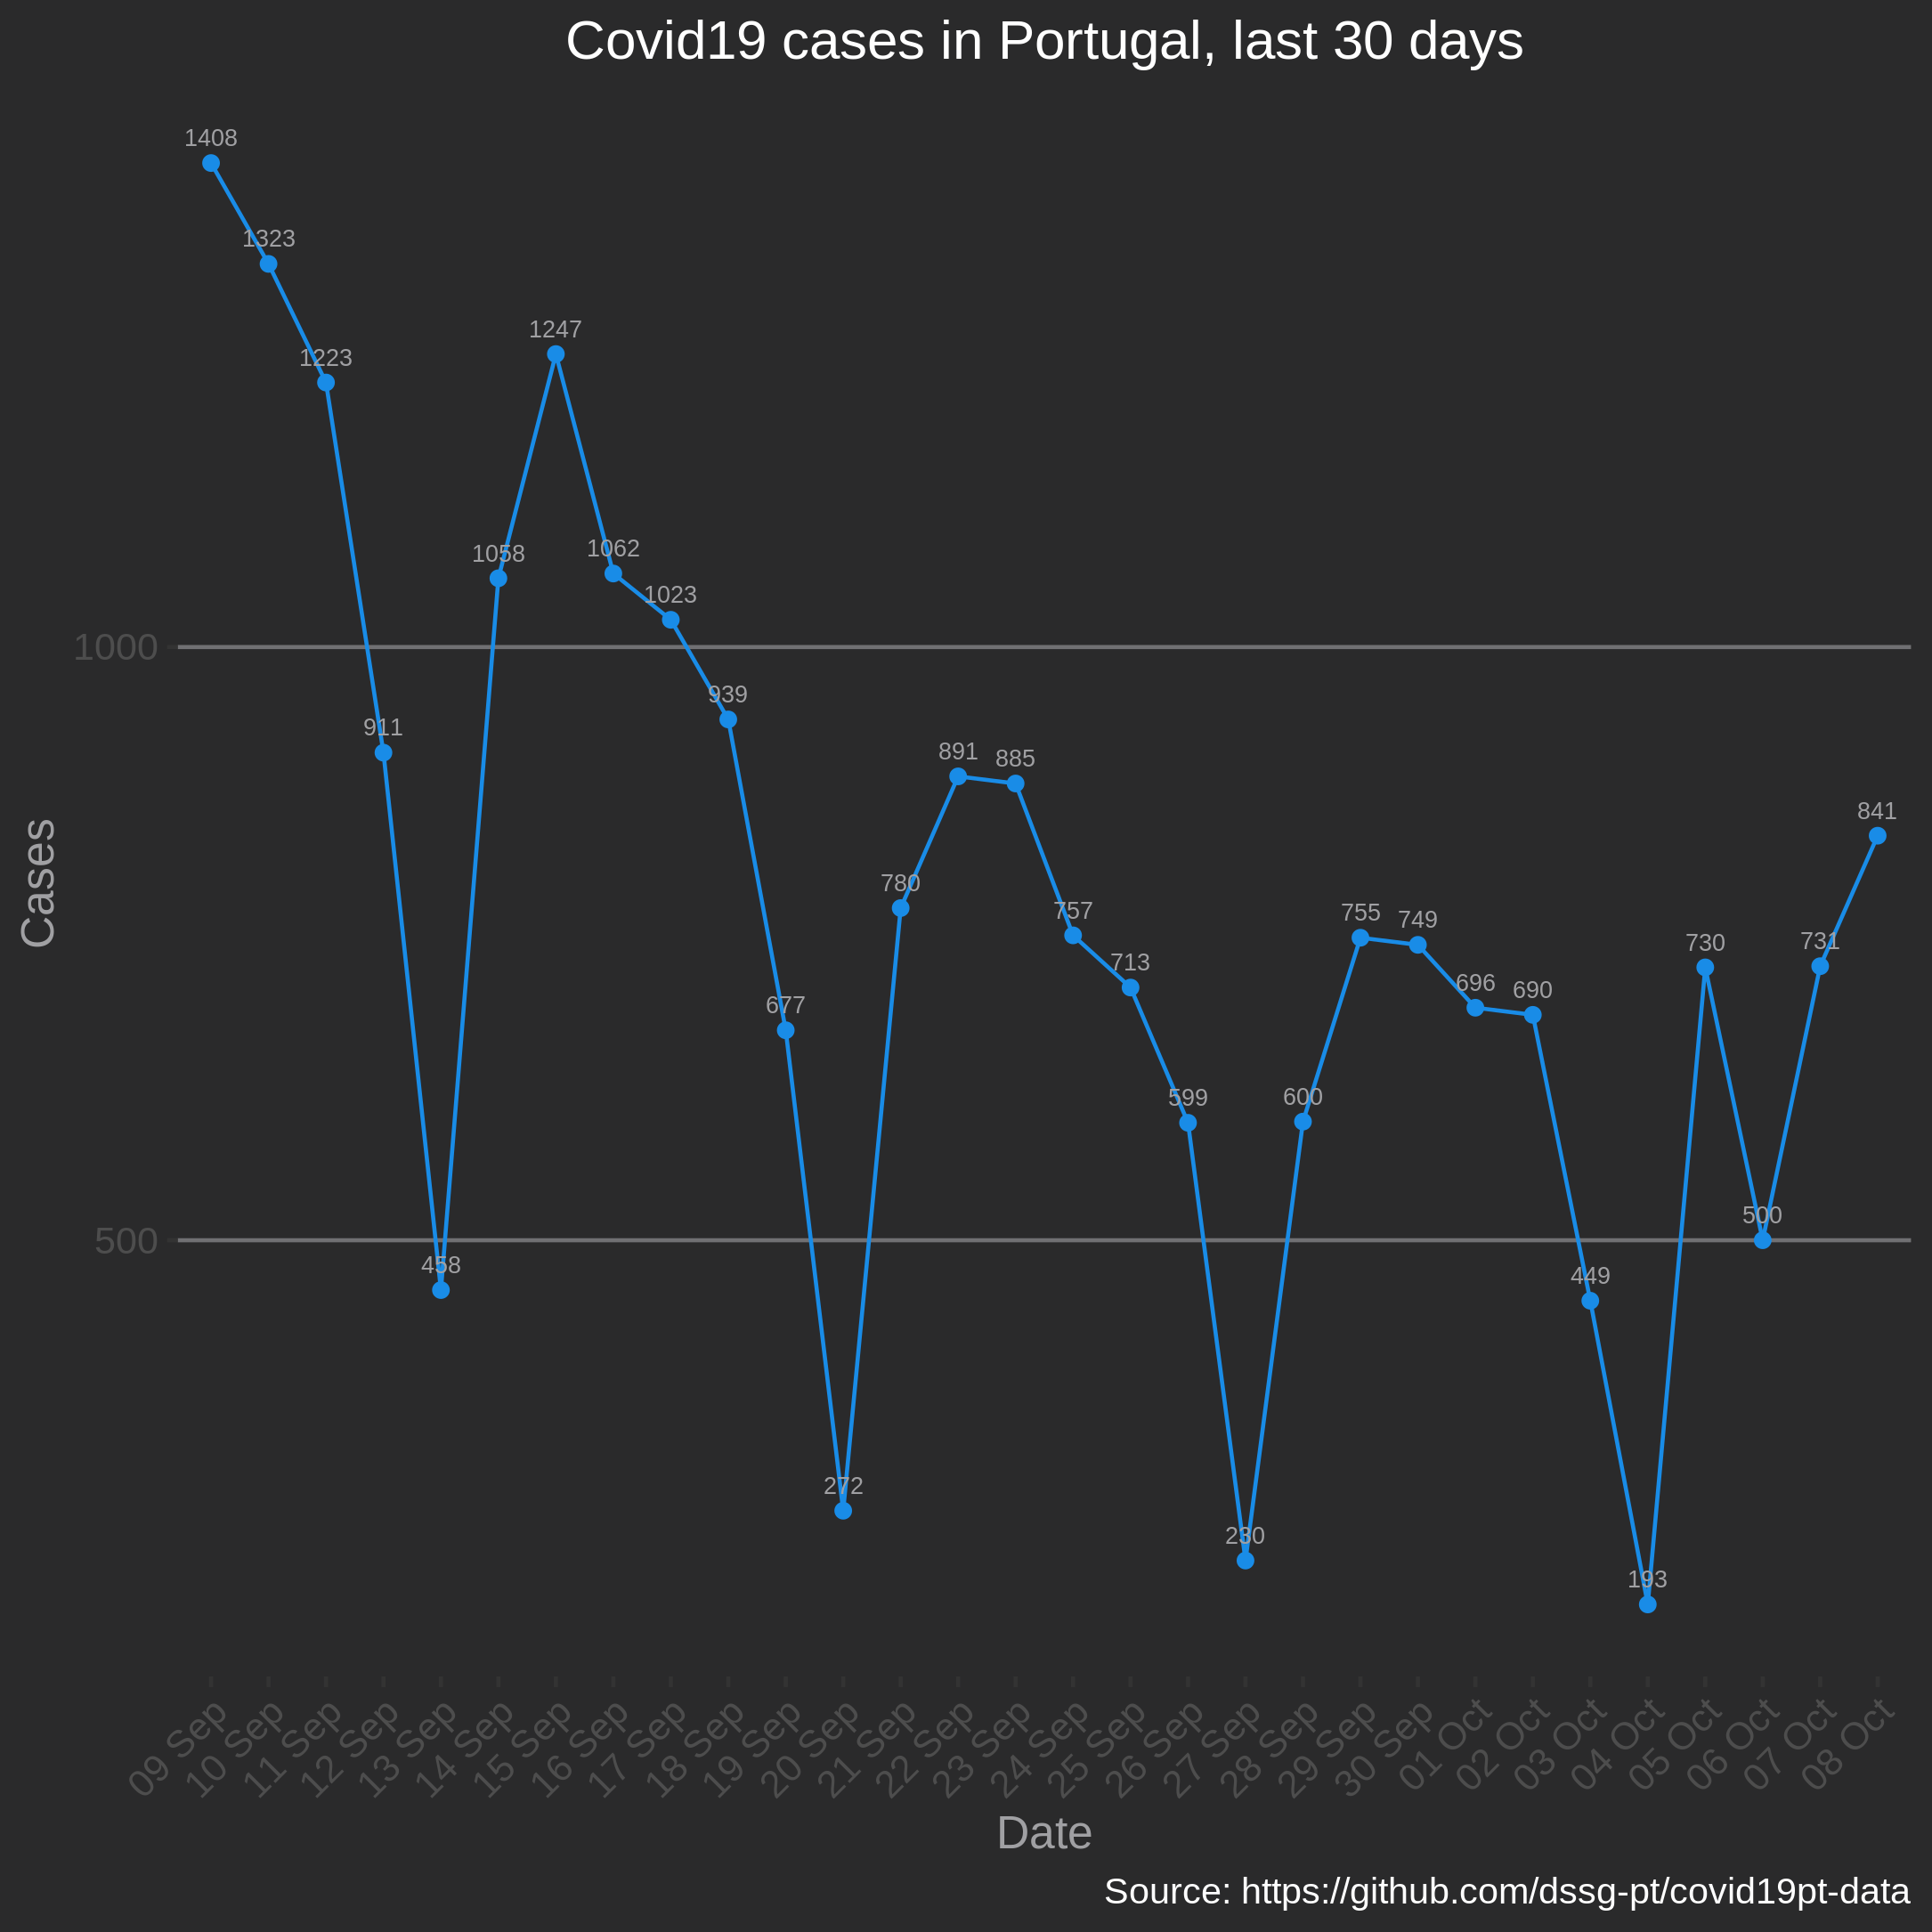 Covid19 cases in Portugal, last 30 days
1408
1323
1223
911
458
1058
1247
1062
1023
939
677
272
780
891
885
757
713
599
230
600
755
749
696
690
449
193
730
500
731
841
1000
500
Cases
09 Sep
10 Sep
11 Sep
12 Sep
13 Sep
14 Sep
15 Sep
16 Sep
17 Sep
18 Sep
19 Sep
20 Sep
21 Sep
22 Sep
23 Sep
24 Sep
25 Sep
26 Sep
27 Sep
28 Sep
29 Sep
30 Sep
01 Oct
02 Oct
03 Oct
04 Oct
05 Oct
06 Oct
07 Oct
08 Oct
Date
Source: https://github.com/dssg-pt/covid19pt-data